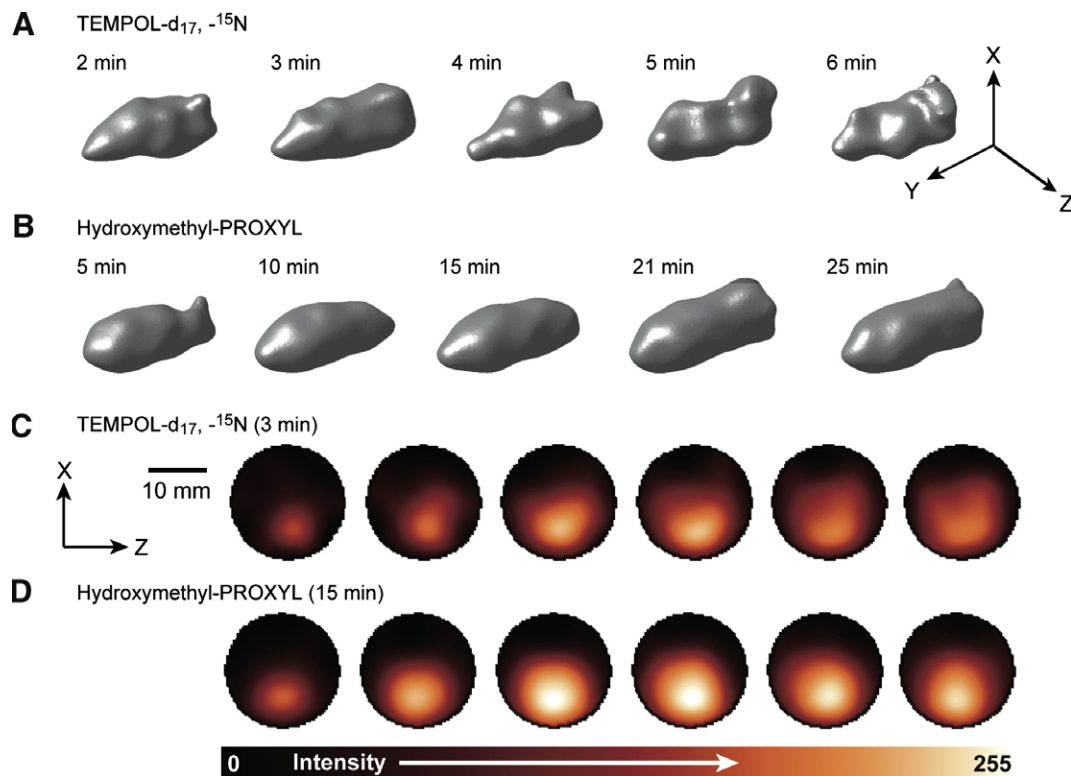 A TEMPOL-d₁₇, -¹⁵N
2 min 3 min 4 min 5 min 6 min
X
Y
Z
B Hydroxymethyl-PROXYL
5 min 10 min 15 min 21 min 25 min
C TEMPOL-d₁₇, -¹⁵N (3 min)
X
10 mm
Z
D Hydroxymethyl-PROXYL (15 min)
0 Intensity 255